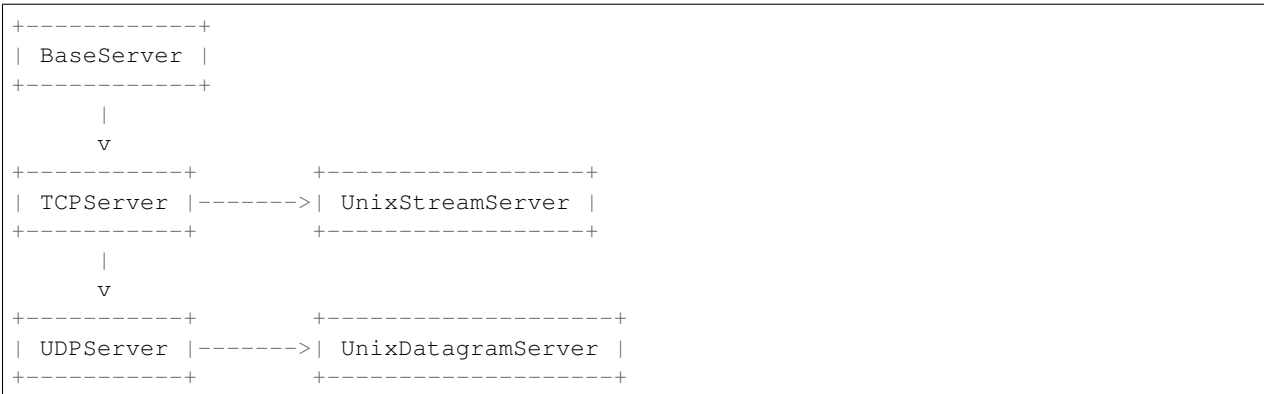 +------------+
| BaseServer |
+------------+
      |
      v
+-----------+        +------------------+
| TCPServer |------->| UnixStreamServer |
+-----------+        +------------------+
      |
      v
+-----------+        +--------------------+
| UDPServer |------->| UnixDatagramServer |
+-----------+        +--------------------+